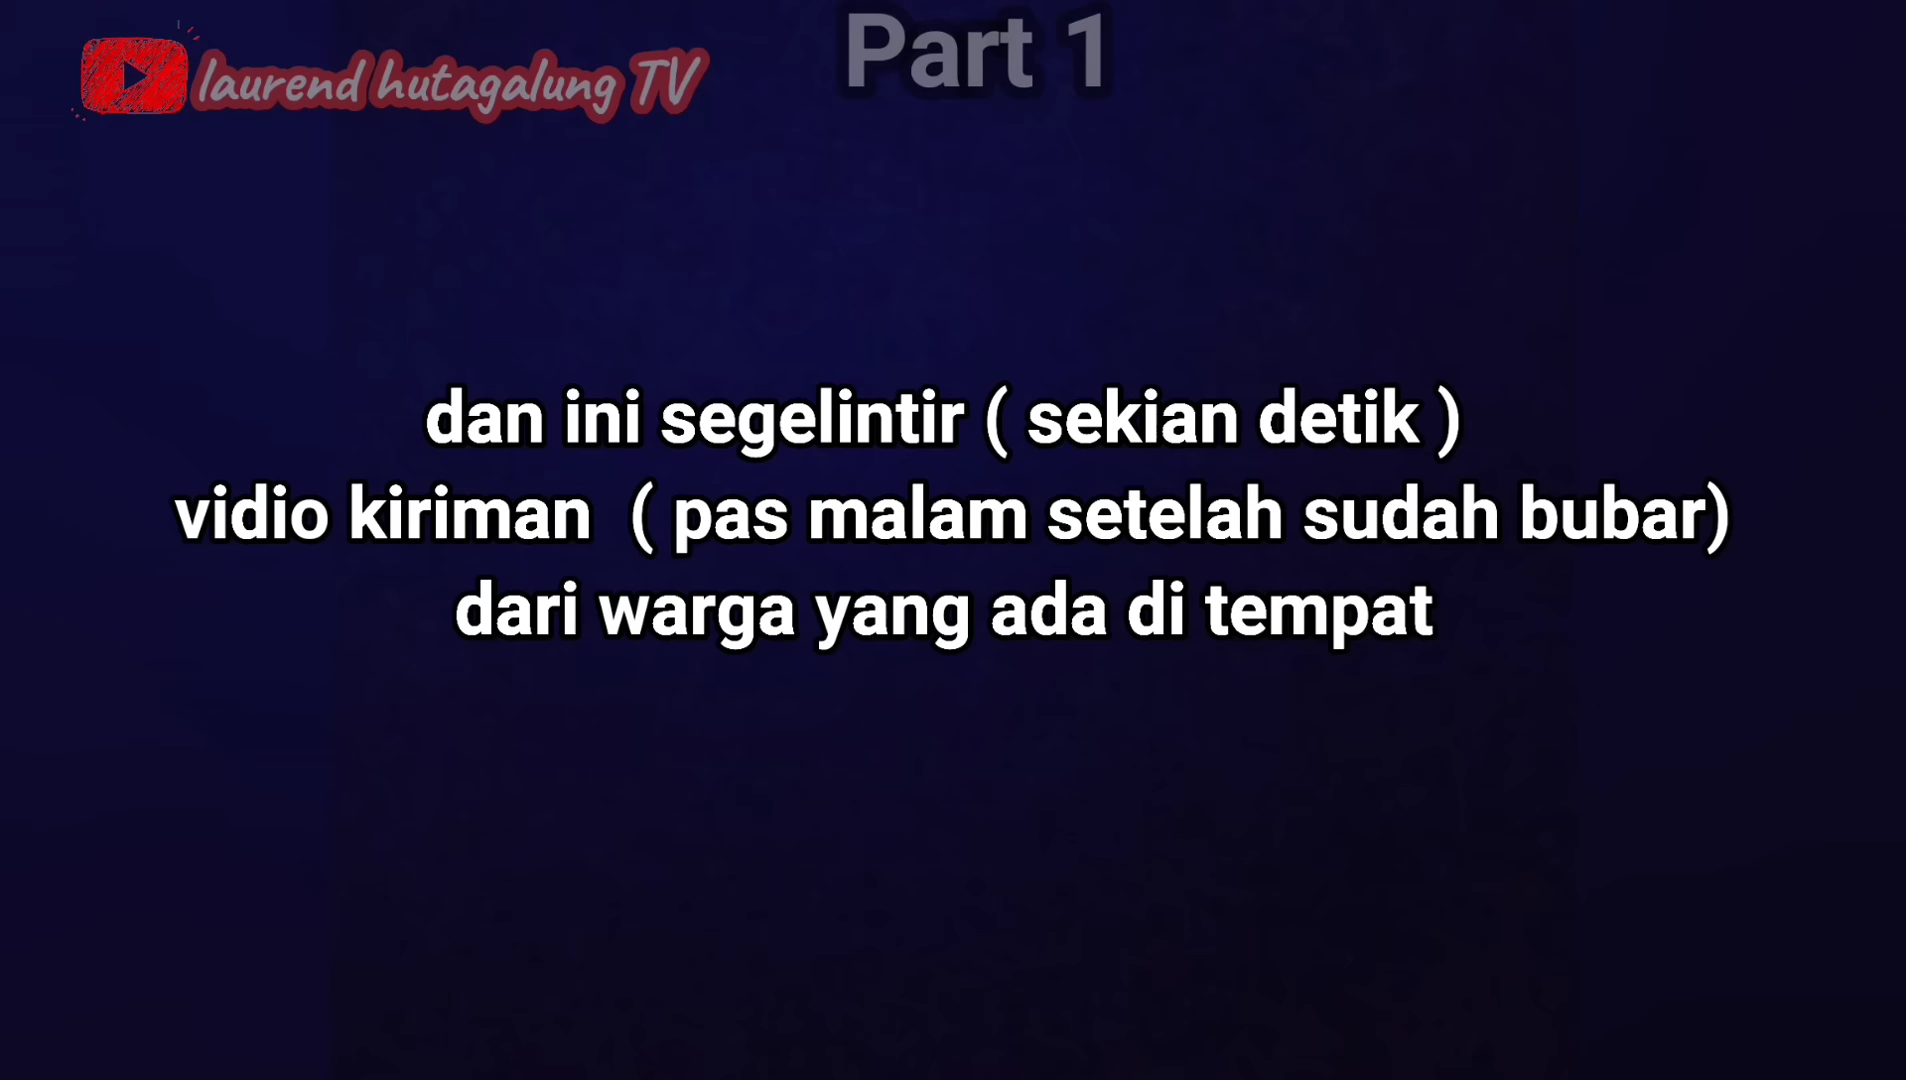 Part 1
laurend hutagalung TV
dan ini segelintir ( sekian detik )
vidio kiriman ( pas malam setelah sudah bubar)
dari warga yang ada di tempat